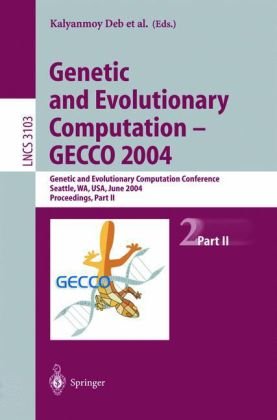 Kalyanmoy Deb et al. (Eds.)
LNCS 3103
Genetic
and Evolutionary
Computation –
GECCO 2004
Genetic and Evolutionary Computation Conference
Seattle, WA, USA, June 2004
Proceedings, Part II
2 Part II
GECCO
Springer